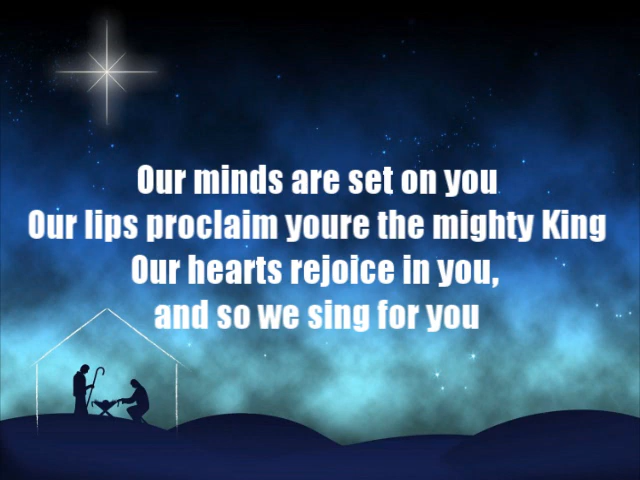 Our minds are set on you
Our lips proclaim youre the mighty King
Our hearts rejoice in you,
and so we sing for you